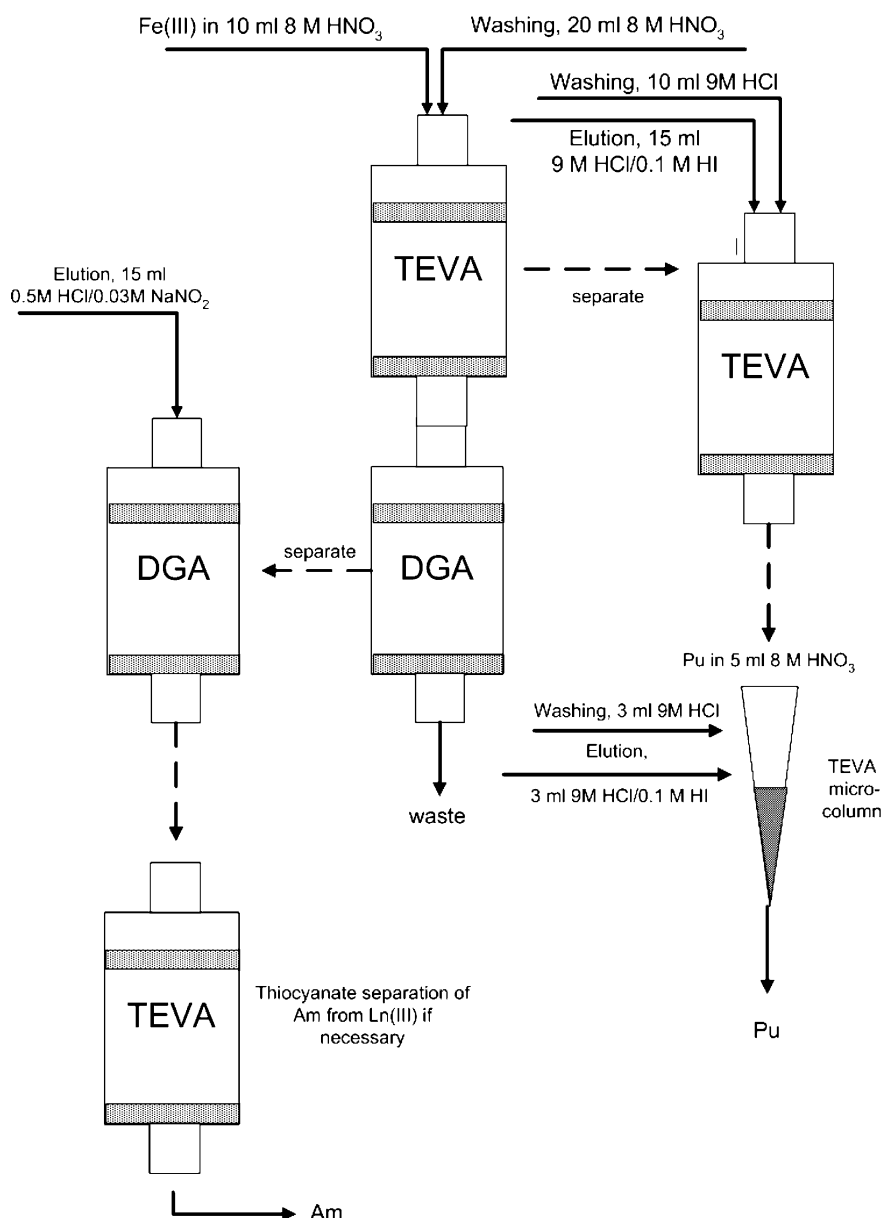 Fe(III) in 10 ml 8 M HNO3
Washing, 20 ml 8 M HNO3
Washing, 10 ml 9M HCl
Elution, 15 ml
9 M HCl/0.1 M HI
TEVA
separate
TEVA
Elution, 15 ml
0.5M HCl/0.03M NaNO2
DGA
separate
DGA
Pu in 5 ml 8 M HNO3
Washing, 3 ml 9M HCl
Elution,
3 ml 9M HCl/0.1 M HI
TEVA
micro-
column
waste
TEVA
Thiocyanate separation of
Am from Ln(III) if
necessary
Pu
Am